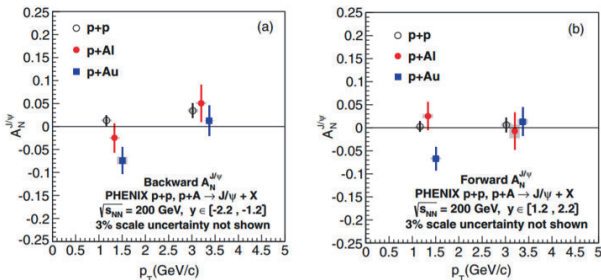 (a)
p+p
p+Al
p+Au
A_N^{J/ψ}
0.25
0.2
0.15
0.1
0.05
0
-0.05
-0.1
-0.15
-0.2
-0.25
Backward A_N^{J/ψ}
PHENIX p+p, p+A → J/ψ + X
√s_NN = 200 GeV, y ∈ [-2.2 , -1.2]
3% scale uncertainty not shown
0 0.5 1 1.5 2 2.5 3 3.5 4 4.5 5
p_T(GeV/c)
(b)
p+p
p+Al
p+Au
A_N^{J/ψ}
0.25
0.2
0.15
0.1
0.05
0
-0.05
-0.1
-0.15
-0.2
-0.25
Forward A_N^{J/ψ}
PHENIX p+p, p+A → J/ψ + X
√s_NN = 200 GeV, y ∈ [1.2 , 2.2]
3% scale uncertainty not shown
0 0.5 1 1.5 2 2.5 3 3.5 4 4.5 5
p_T(GeV/c)